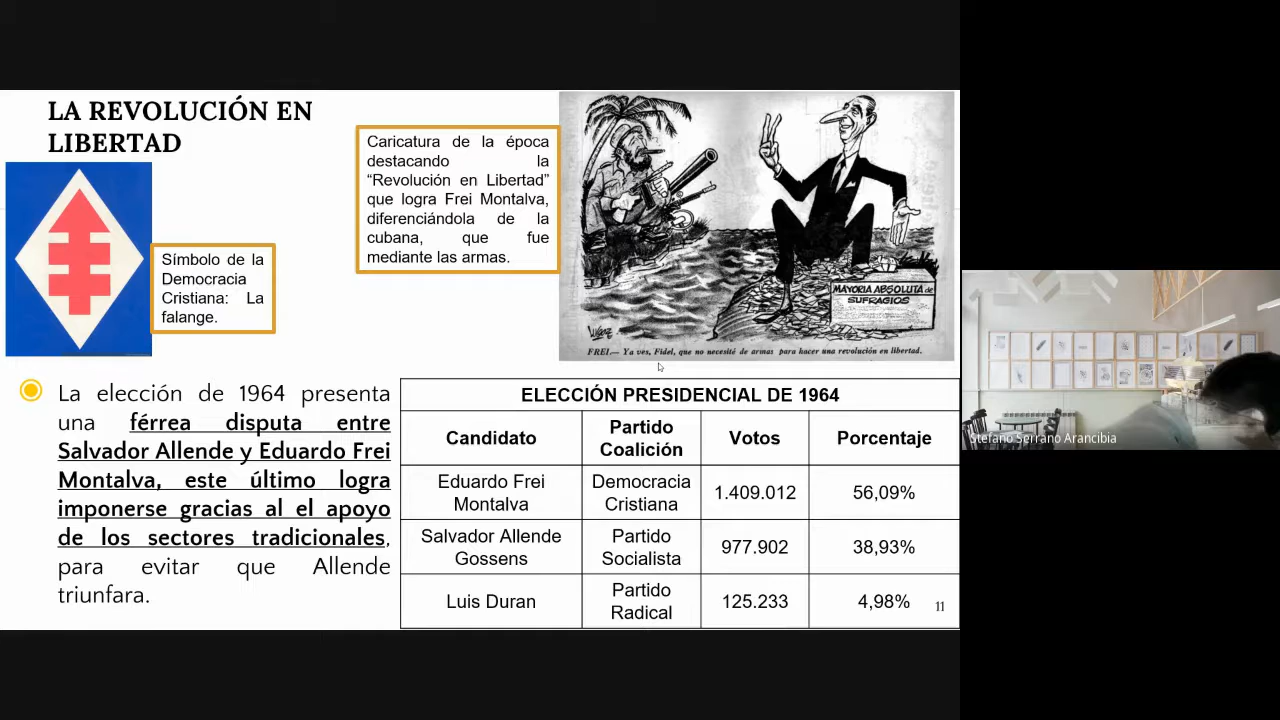 LA REVOLUCIÓN EN
LIBERTAD
Caricatura de la época
destacando la
“Revolución en Libertad”
que logra Frei Montalva,
diferenciándola de la
cubana, que fue
mediante las armas.
Símbolo de la
Democracia
Cristiana: La
falange.
MAYORIA ABSOLUTA de
SUFRAGIOS
FREI.— Ya ves, Fidel, que no necesité de armas para hacer una revolución en libertad.
La elección de 1964 presenta
una férrea disputa entre
Salvador Allende y Eduardo Frei
Montalva, este último logra
imponerse gracias al el apoyo
de los sectores tradicionales,
para evitar que Allende
triunfara.
ELECCIÓN PRESIDENCIAL DE 1964
Candidato
Partido
Coalición
Votos
Porcentaje
Eduardo Frei
Montalva
Democracia
Cristiana
1.409.012
56,09%
Salvador Allende
Gossens
Partido
Socialista
977.902
38,93%
Luis Duran
Partido
Radical
125.233
4,98%
11
Stefano Serrano Arancibia